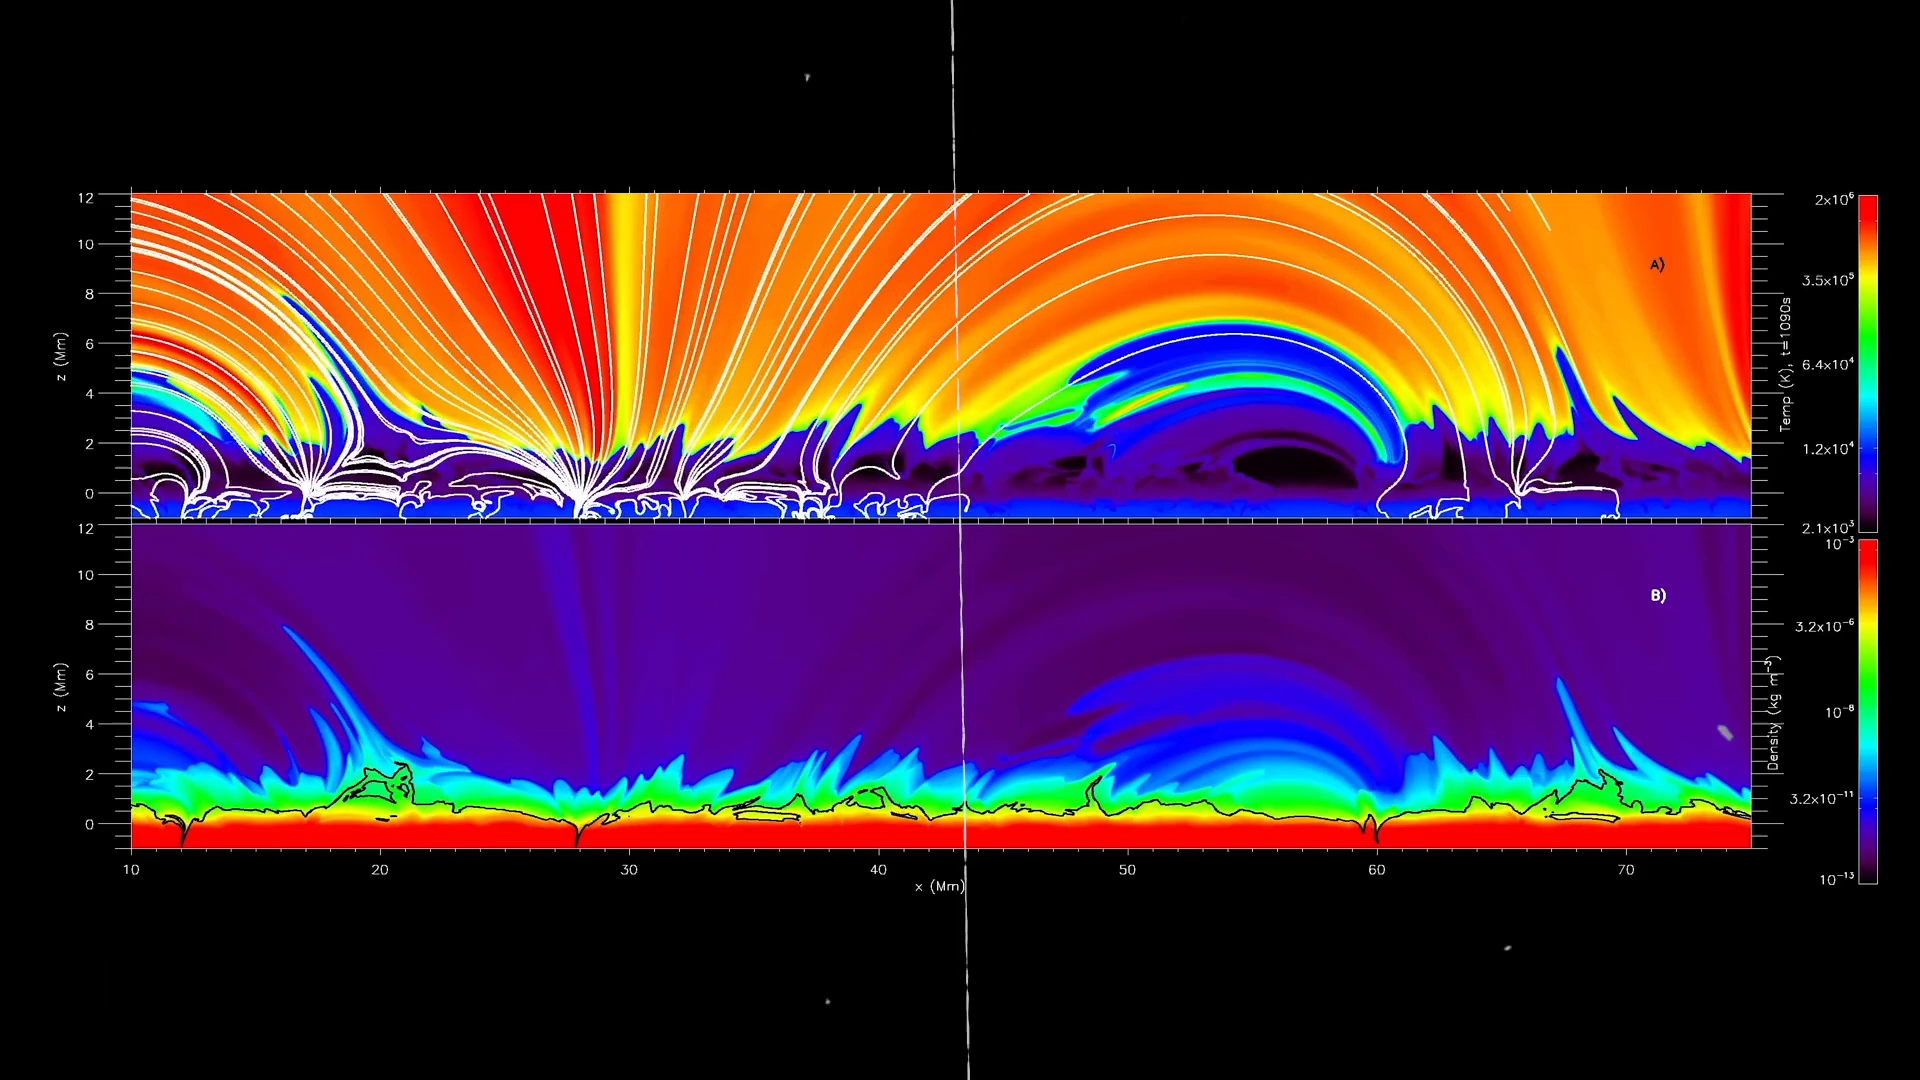 12
10
8
6
4
2
0
z (Mm)
A)
2x10⁶
3.5x10⁵
6.4x10⁴
1.2x10⁴
2.1x10³
Temp (K), t=1090s
12
10
8
6
4
2
0
z (Mm)
B)
10⁻³
3.2x10⁻⁶
10⁻⁸
3.2x10⁻¹¹
10⁻¹³
Density (kg m⁻³)
10 20 30 40 50 60 70
x (Mm)